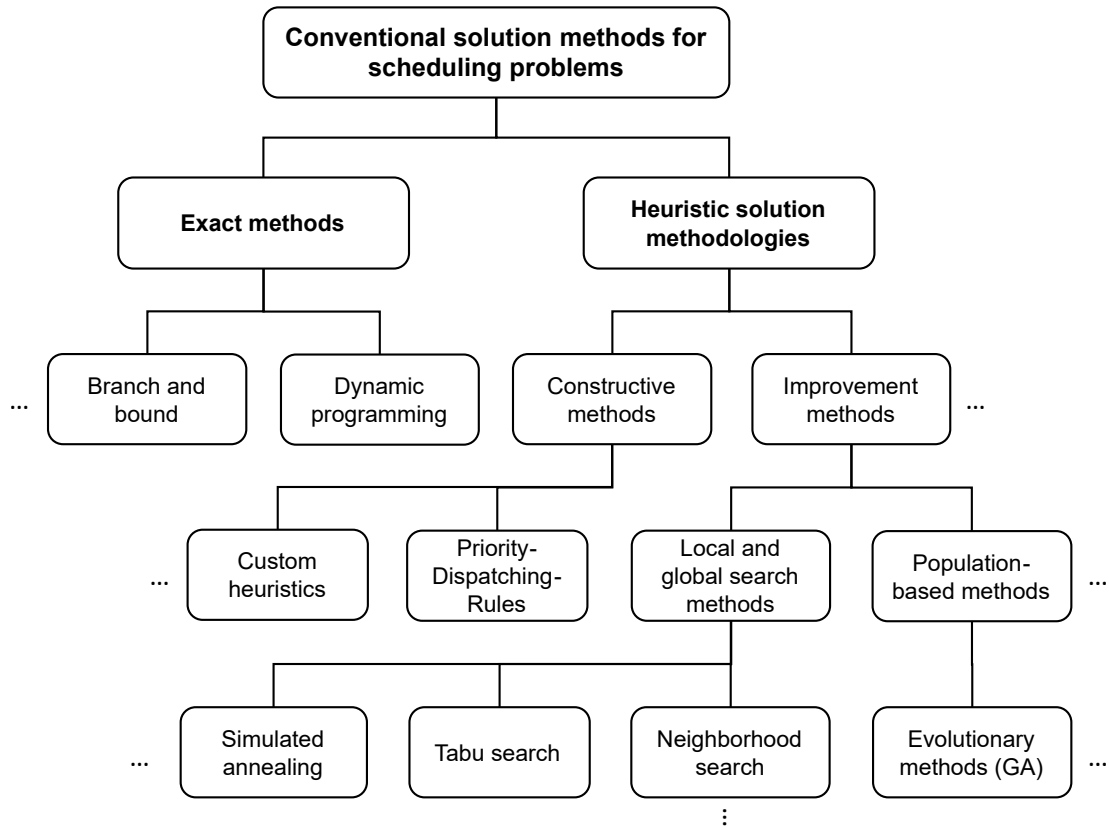 Conventional solution methods for
scheduling problems
Exact methods
Heuristic solution
methodologies
...
Branch and
bound
Dynamic
programming
Constructive
methods
Improvement
methods
...
...
Custom
heuristics
Priority-
Dispatching-
Rules
Local and
global search
methods
Population-
based methods
...
...
Simulated
annealing
Tabu search
Neighborhood
search
Evolutionary
methods (GA)
...
...